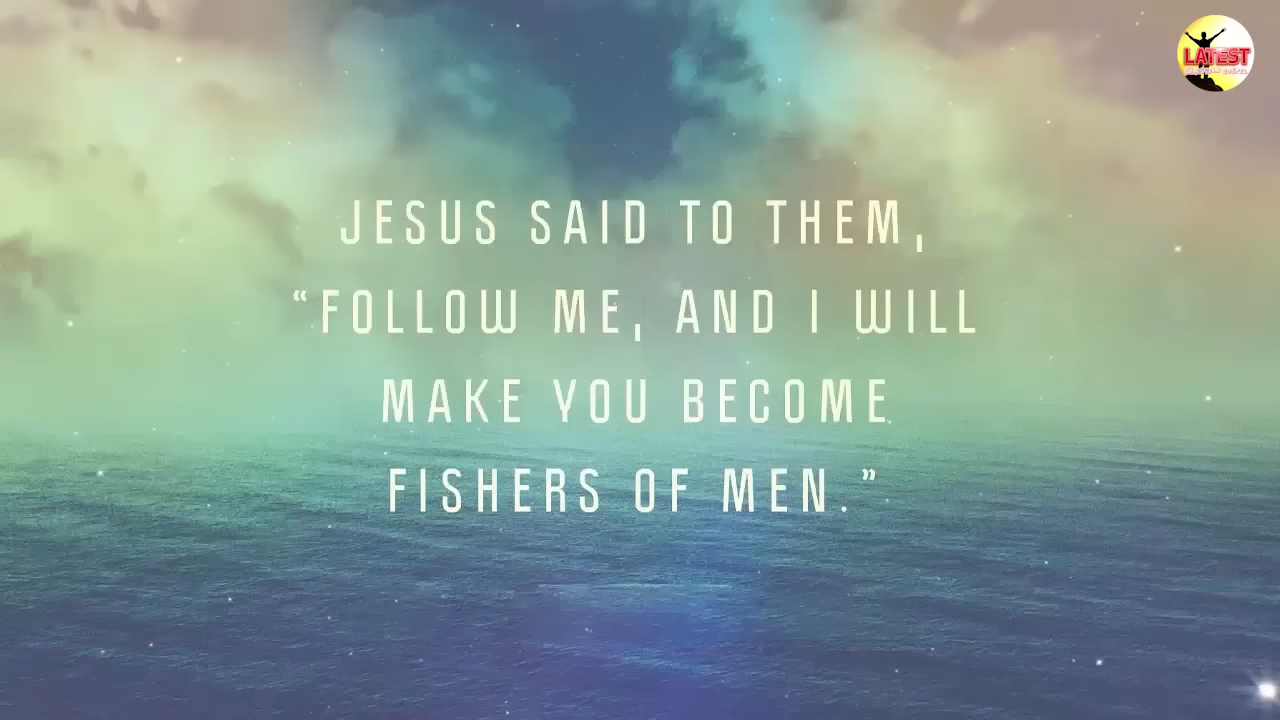 JESUS SAID TO THEM,
“FOLLOW ME, AND I WILL
MAKE YOU BECOME
FISHERS OF MEN.”
LATEST